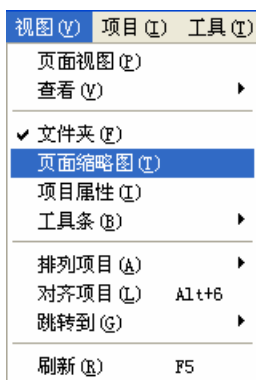 视图(V) 项目(I) 工具(T)
页面视图(P)
查看(V)
文件夹(F)
页面缩略图(T)
项目属性(I)
工具条(B)
排列项目(A)
对齐项目(L) Alt+6
跳转到(G)
刷新(R) F5